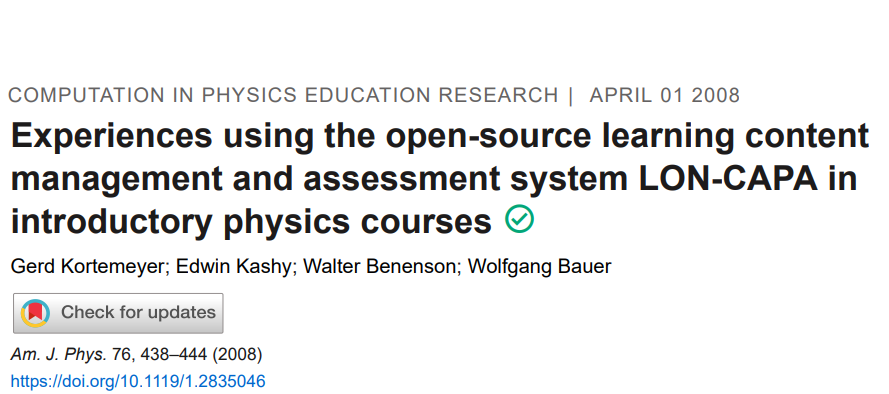 COMPUTATION IN PHYSICS EDUCATION RESEARCH | APRIL 01 2008
Experiences using the open-source learning content
management and assessment system LON-CAPA in
introductory physics courses
Gerd Kortemeyer; Edwin Kashy; Walter Benenson; Wolfgang Bauer
Check for updates
Am. J. Phys. 76, 438–444 (2008)
https://doi.org/10.1119/1.2835046